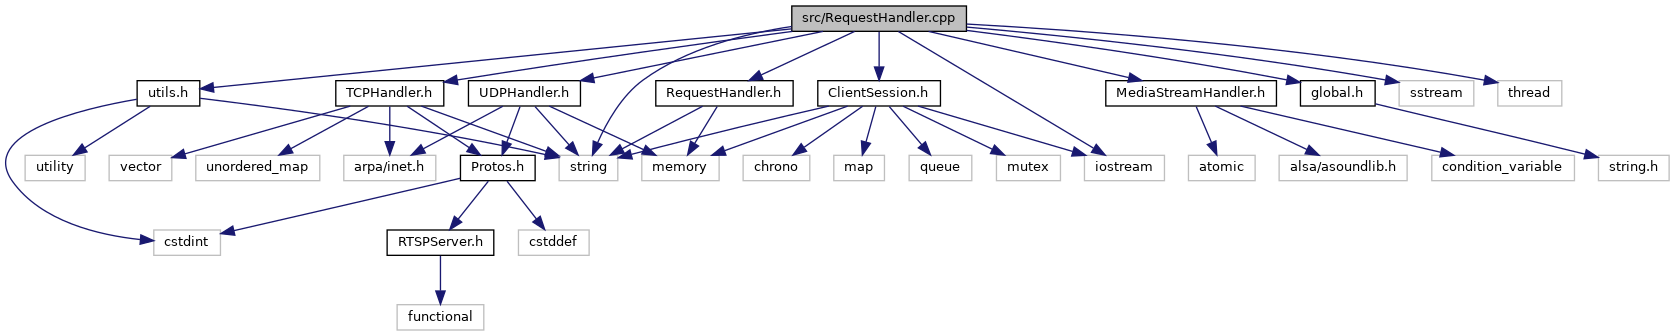 src/RequestHandler.cpp
utils.h
TCPHandler.h
UDPHandler.h
RequestHandler.h
ClientSession.h
MediaStreamHandler.h
global.h
sstream
thread
utility
vector
unordered_map
arpa/inet.h
Protos.h
string
memory
chrono
map
queue
mutex
iostream
atomic
alsa/asoundlib.h
condition_variable
string.h
cstdint
RTSPServer.h
cstddef
functional